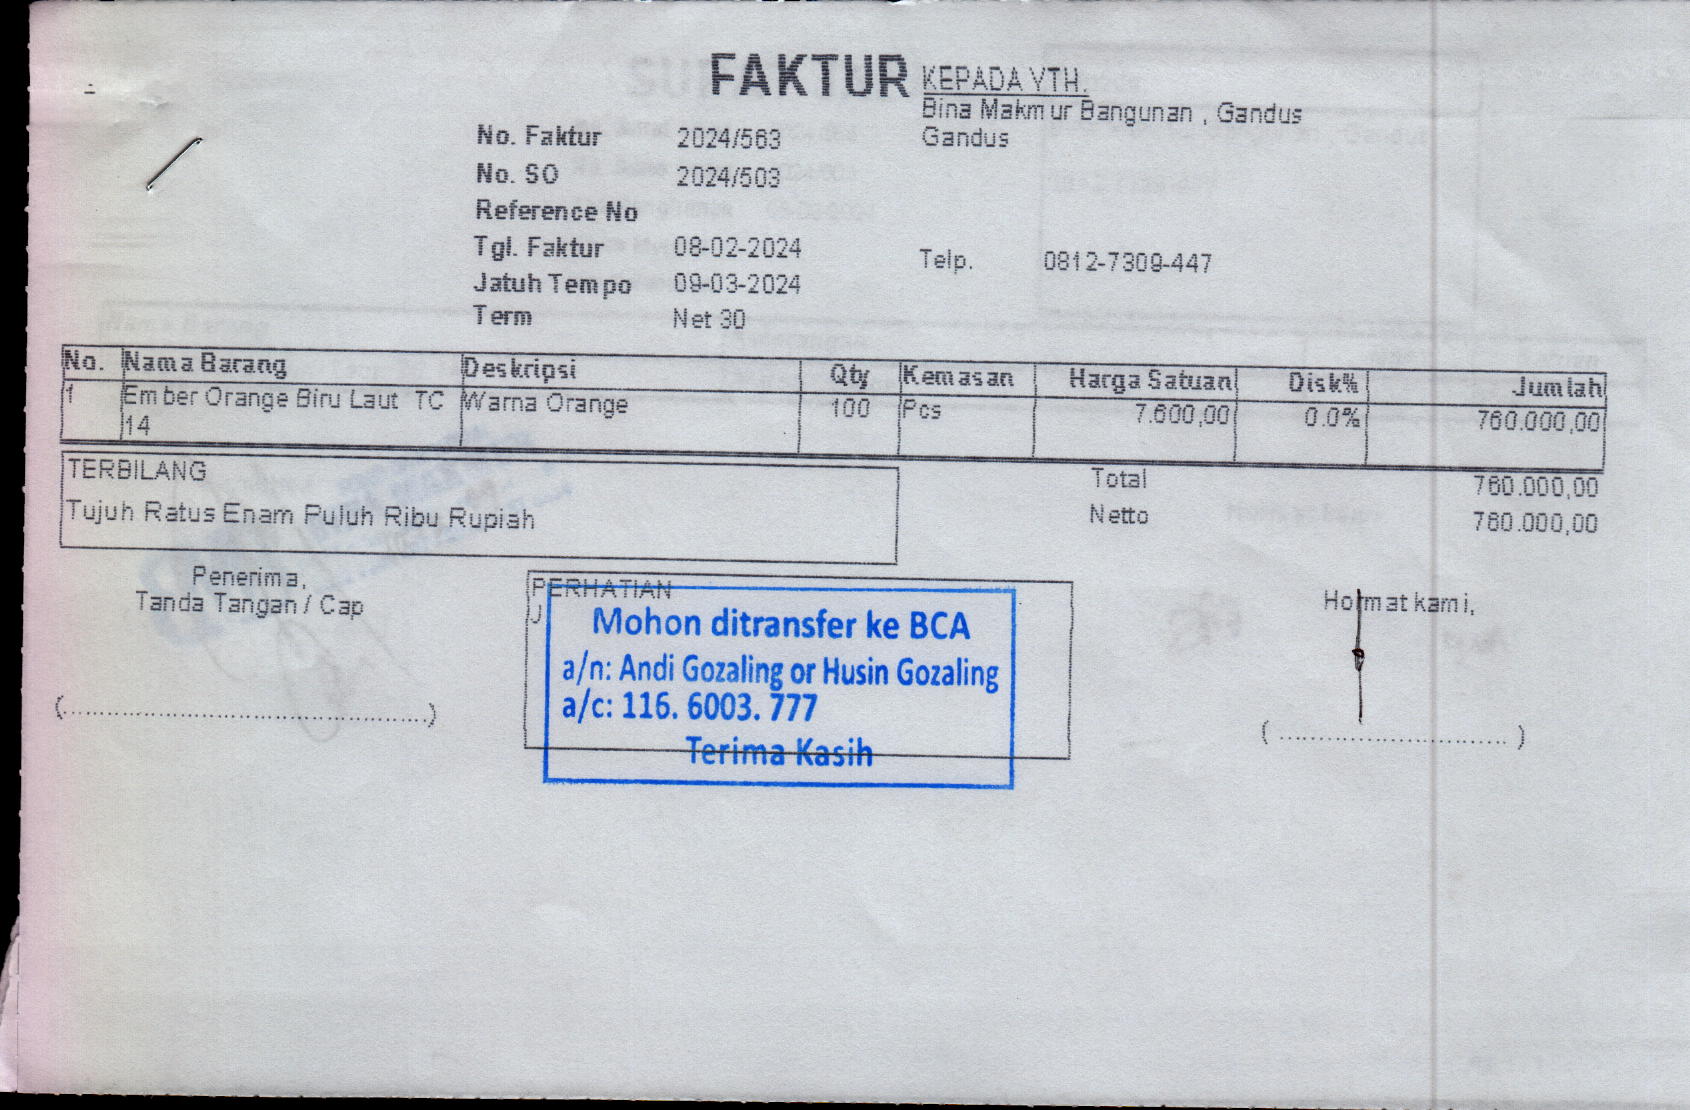 FAKTUR
KEPADA YTH.
Bina Makmur Bangunan , Gandus
Gandus
No. Faktur 2024/563
No. SO 2024/503
Reference No
Tgl. Faktur 08-02-2024
Telp. 0812-7309-447
Jatuh Tempo 09-03-2024
Term Net 30
No. Nama Barang Deskripsi Qty Kemasan Harga Satuan Disk% Jumlah
1 Ember Orange Biru Laut TC Warna Orange 100 Pcs 7.600,00 0.0% 760.000,00
14
TERBILANG
Total 760.000,00
Tujuh Ratus Enam Puluh Ribu Rupiah
Netto 760.000,00
Penerima,
Tanda Tangan / Cap
PERHATIAN
J
Mohon ditransfer ke BCA
a/n: Andi Gozaling or Husin Gozaling
a/c: 116. 6003. 777
Terima Kasih
Hormat kami,